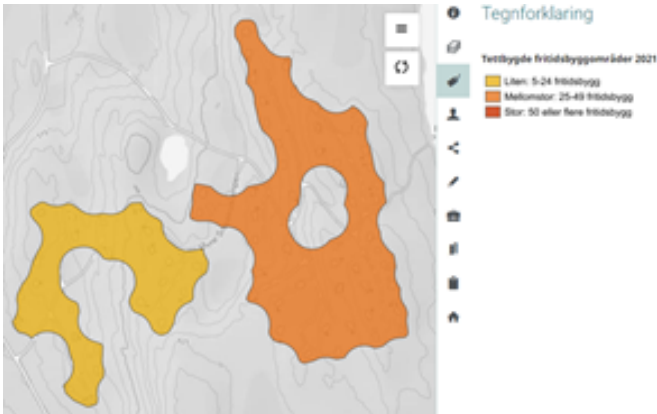 Tegnforklaring
Tettbygde fritidsbyggområder 2021
Liten: 5-24 fritidsbygg
Mellomstor: 25-49 fritidsbygg
Stor: 50 eller flere fritidsbygg